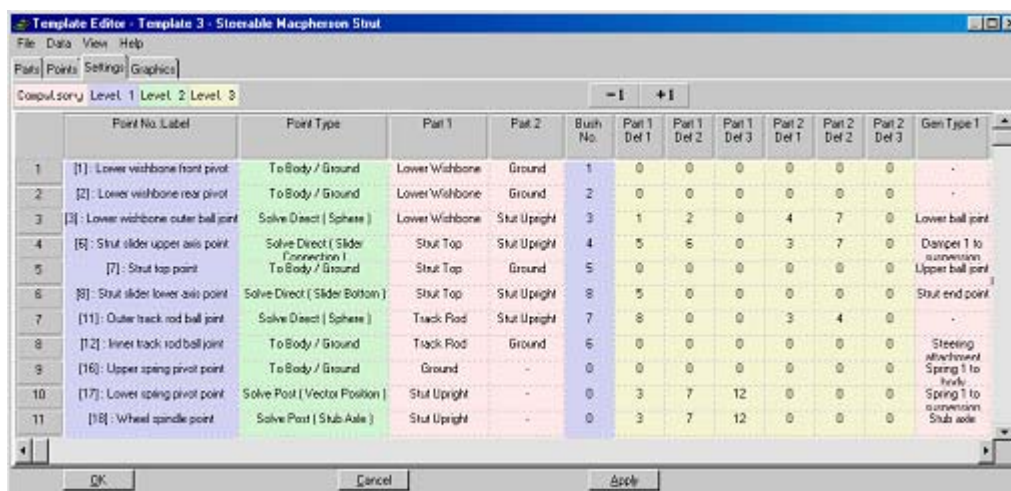 Template Editor - Template 3 - Steerable Macpherson Strut
File Data View Help
Parts Points Settings Graphics
Compulsory Level 1 Level 2 Level 3 -1 +1
Point No. Label Point Type Part 1 Part 2 Bush No. Part 1 Def 1 Part 1 Def 2 Part 1 Def 3 Part 2 Def 1 Part 2 Def 2 Part 2 Def 3 Gen Type 1
1 [1] : Lower wishbone front pivot To Body / Ground Lower Wishbone Ground 1 0 0 0 0 0 0 -
2 [2] : Lower wishbone rear pivot To Body / Ground Lower Wishbone Ground 2 0 0 0 0 0 0 -
3 [3] : Lower wishbone outer ball joint Solve Direct ( Sphere ) Lower Wishbone Stut Upright 3 1 2 0 4 7 0 Lower ball joint
4 [6] : Strut slider upper axis point Solve Direct ( Slider Connection ) Strut Top Stut Upright 4 5 6 0 3 7 0 Damper 1 to suspension
5 [7] : Strut top point To Body / Ground Strut Top Ground 5 0 0 0 0 0 0 Upper ball joint
6 [8] : Strut slider lower axis point Solve Direct ( Slider Bottom ) Strut Top Stut Upright 8 5 0 0 0 0 0 Strut end point
7 [11] : Outer track rod ball joint Solve Direct ( Sphere ) Track Rod Stut Upright 7 8 0 0 3 4 0 -
8 [12] : Inner track rod ball joint To Body / Ground Track Rod Ground 6 0 0 0 0 0 0 Steering attachment
9 [16] : Upper spring pivot point To Body / Ground Ground - 0 0 0 0 0 0 0 Spring 1 to body
10 [17] : Lower spring pivot point Solve Post ( Vector Position ) Stut Upright - 0 3 7 12 0 0 0 Spring 1 to suspension
11 [18] : Wheel spindle point Solve Post ( Stub Axle ) Stut Upright - 0 3 7 12 0 0 0 Stub axle
OK Cancel Apply